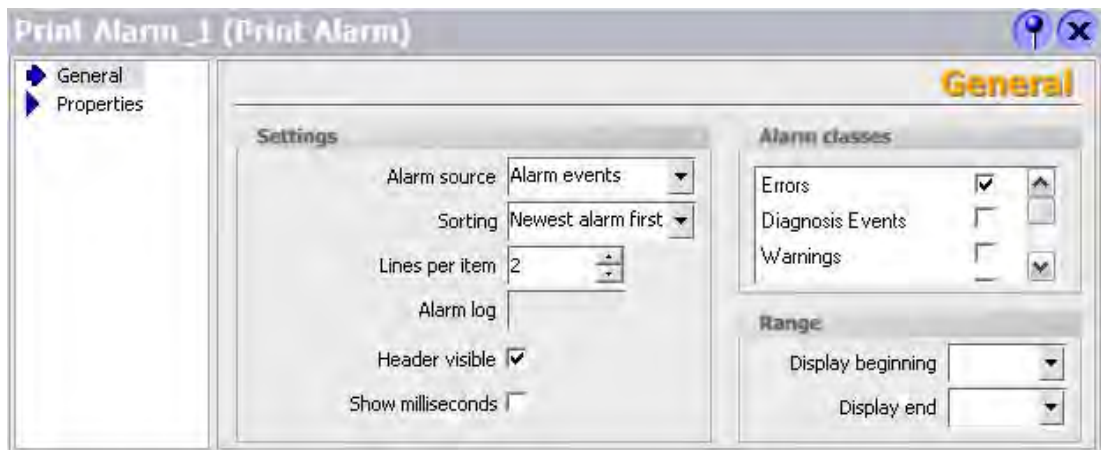 Print Alarm_1 (Print Alarm)
General
Properties
General
Settings
Alarm source Alarm events
Sorting Newest alarm first
Lines per item 2
Alarm log
Header visible
Show milliseconds
Alarm classes
Errors
Diagnosis Events
Warnings
Range
Display beginning
Display end